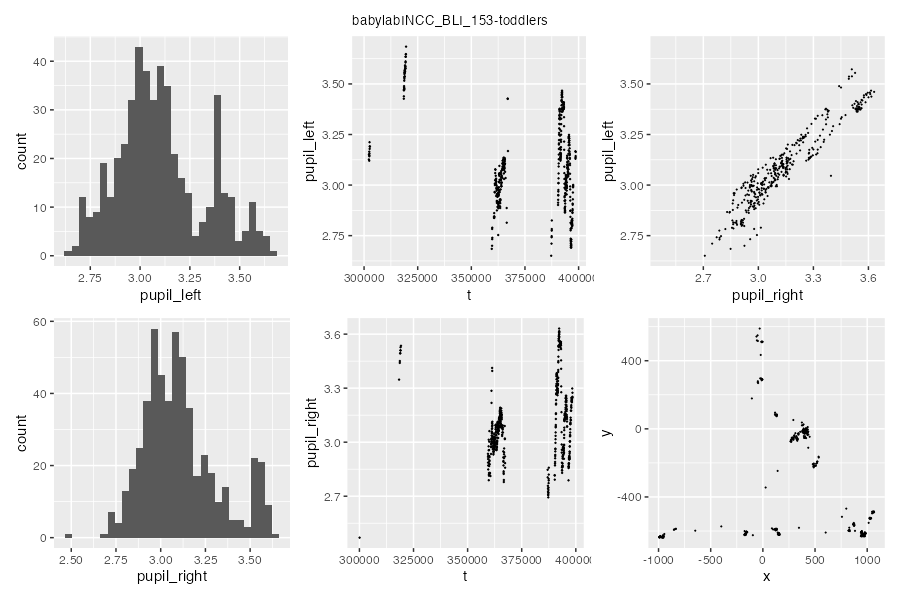 babylabINCC_BLI_153-toddlers
count
40
30
20
10
0
2.75 3.00 3.25 3.50
pupil_left
pupil_left
3.50
3.25
3.00
2.75
300000 325000 350000 375000 400000
t
pupil_left
3.50
3.25
3.00
2.75
2.7 3.0 3.3 3.6
pupil_right
count
60
40
20
0
2.50 2.75 3.00 3.25 3.50
pupil_right
pupil_right
3.6
3.3
3.0
2.7
300000 325000 350000 375000 400000
t
y
400
0
-400
-1000 -500 0 500 1000
x